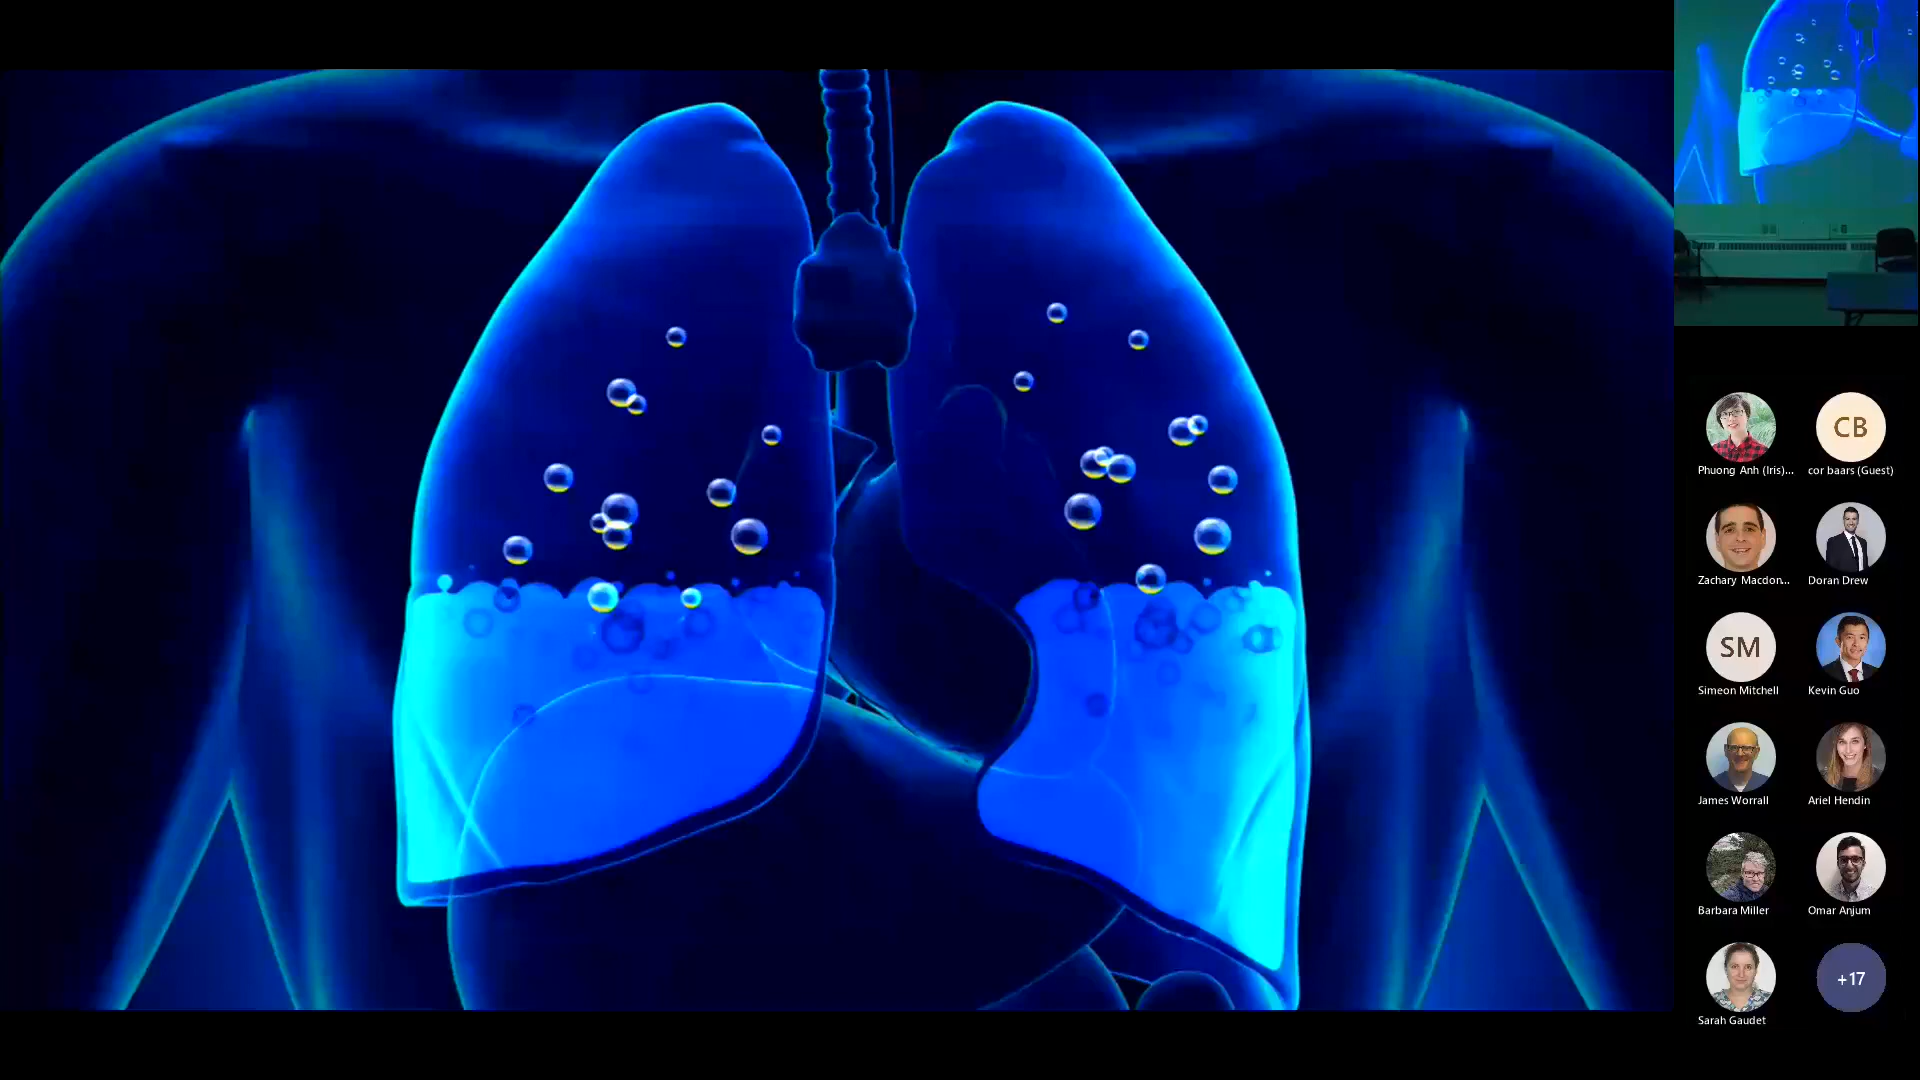 Phuong Anh (Iris)...
CB
cor baars (Guest)
Zachary Macdon...
Doran Drew
SM
Simeon Mitchell
Kevin Guo
James Worrall
Ariel Hendin
Barbara Miller
Omar Anjum
Sarah Gaudet
+17